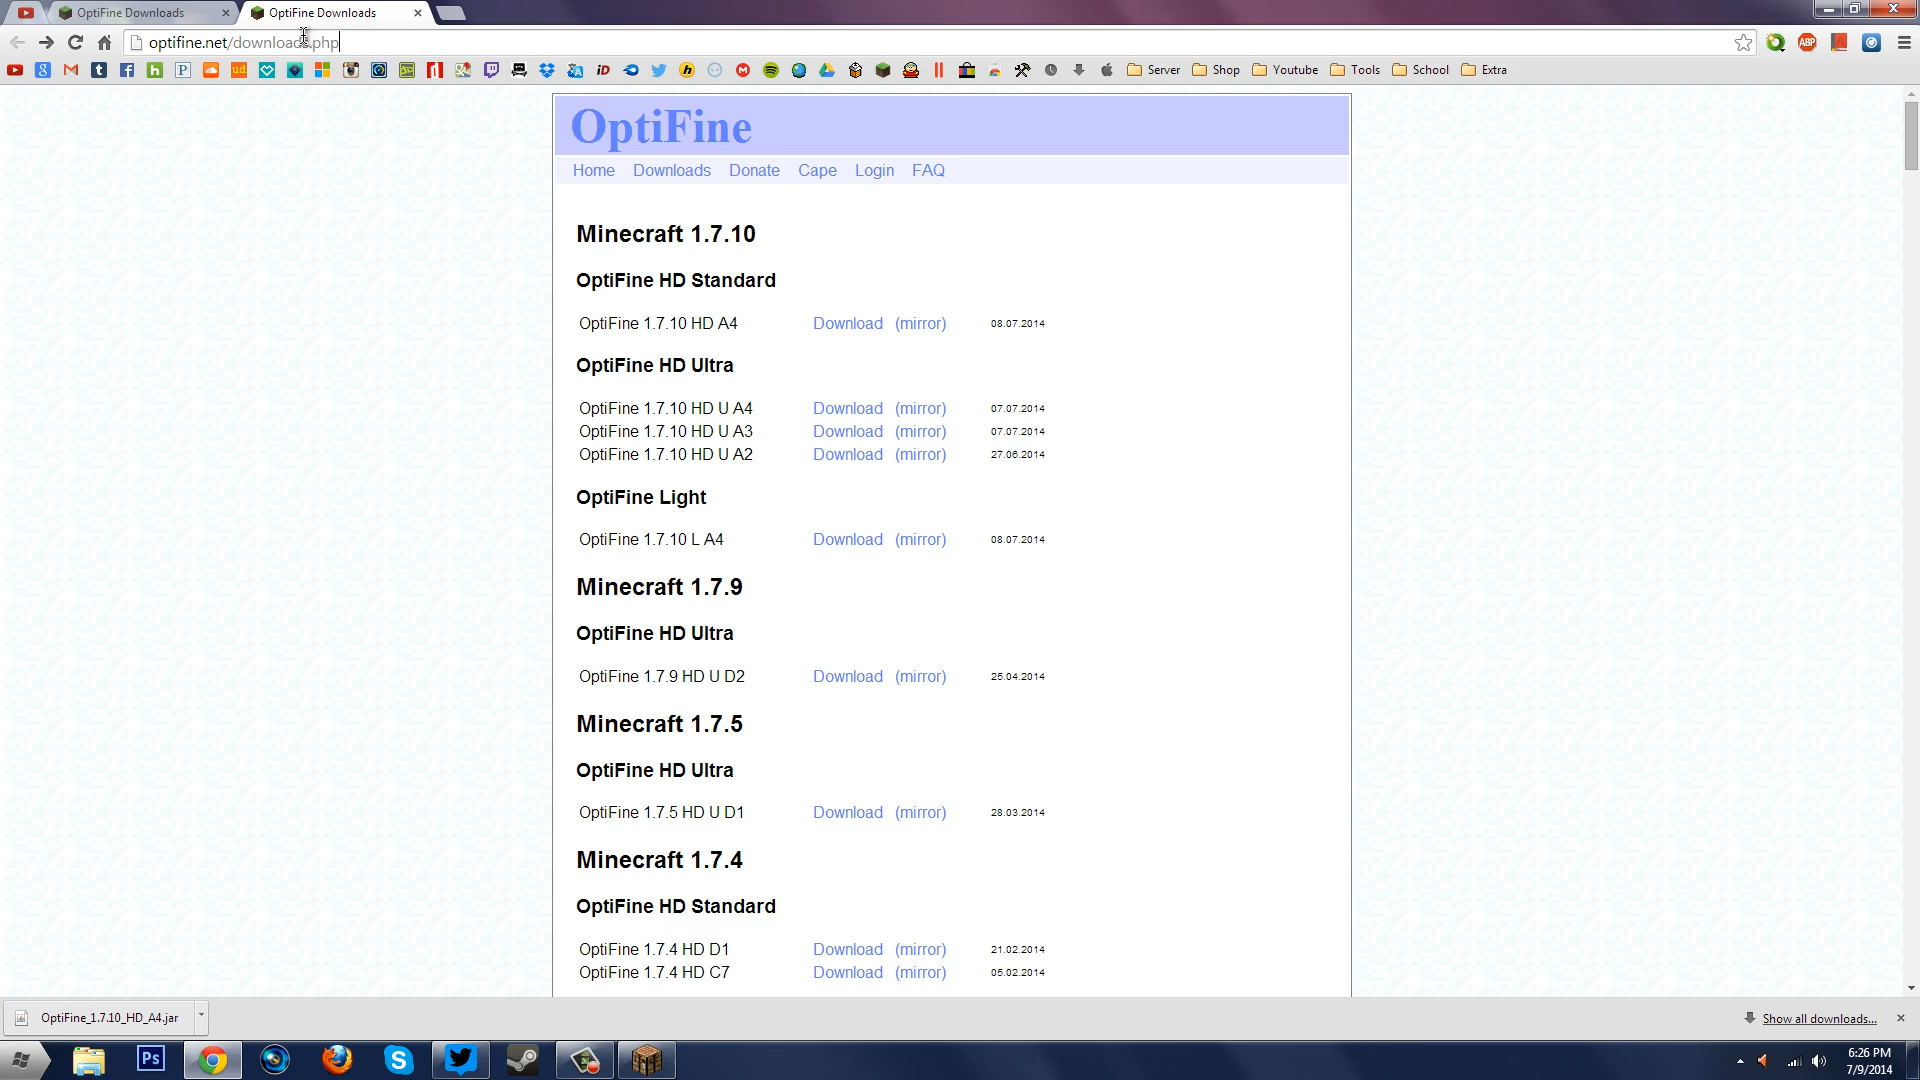 OptiFine Downloads
OptiFine Downloads
optifine.net/downloads.php
Server Shop Youtube Tools School Extra
OptiFine
Home Downloads Donate Cape Login FAQ
Minecraft 1.7.10
OptiFine HD Standard
OptiFine 1.7.10 HD A4 Download (mirror) 08.07.2014
OptiFine HD Ultra
OptiFine 1.7.10 HD U A4 Download (mirror) 07.07.2014
OptiFine 1.7.10 HD U A3 Download (mirror) 07.07.2014
OptiFine 1.7.10 HD U A2 Download (mirror) 27.06.2014
OptiFine Light
OptiFine 1.7.10 L A4 Download (mirror) 08.07.2014
Minecraft 1.7.9
OptiFine HD Ultra
OptiFine 1.7.9 HD U D2 Download (mirror) 25.04.2014
Minecraft 1.7.5
OptiFine HD Ultra
OptiFine 1.7.5 HD U D1 Download (mirror) 28.03.2014
Minecraft 1.7.4
OptiFine HD Standard
OptiFine 1.7.4 HD D1 Download (mirror) 21.02.2014
OptiFine 1.7.4 HD C7 Download (mirror) 05.02.2014
OptiFine_1.7.10_HD_A4.jar Show all downloads...
Ps
6:26 PM
7/9/2014